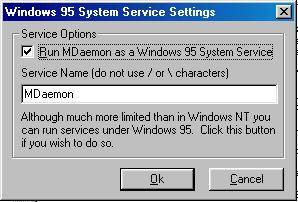 Windows 95 System Service Settings
Service Options
Run MDaemon as a Windows 95 System Service
Service Name (do not use / or \ characters)
MDaemon
Although much more limited than in Windows NT you
can run services under Windows 95.  Click this button
if you wish to do so.
Ok
Cancel